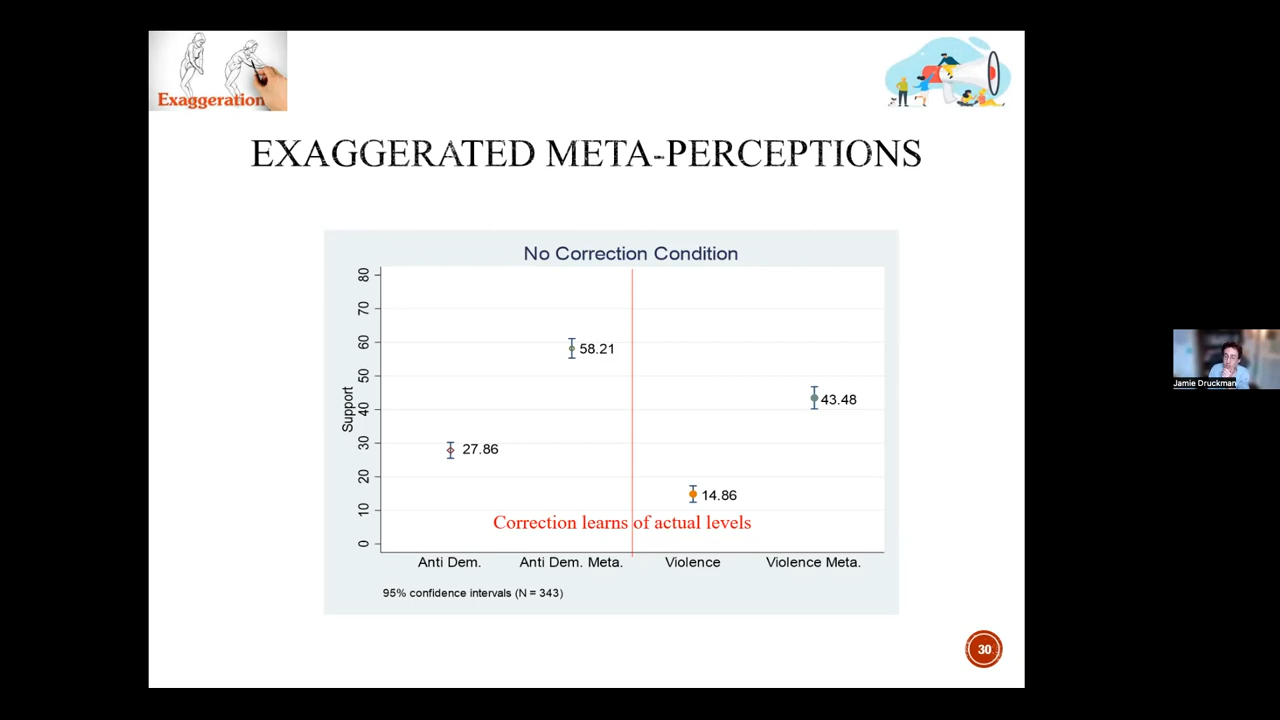 Exaggeration
EXAGGERATED META-PERCEPTIONS
No Correction Condition
80
70
60
50
40
30
20
10
0
Support
58.21
43.48
27.86
14.86
Correction learns of actual levels
Anti Dem. Anti Dem. Meta. Violence Violence Meta.
95% confidence intervals (N = 343)
Jamie Druckman
30